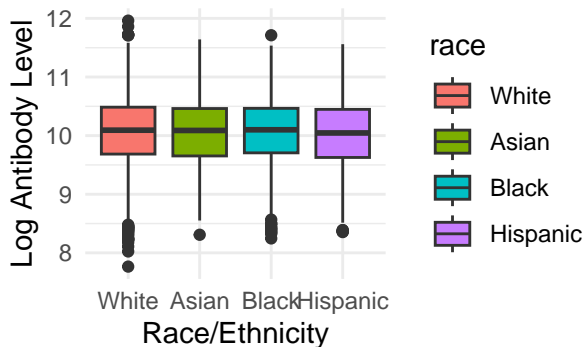 Log Antibody Level
12
11
10
9
8
White Asian Black Hispanic
Race/Ethnicity
race
White
Asian
Black
Hispanic